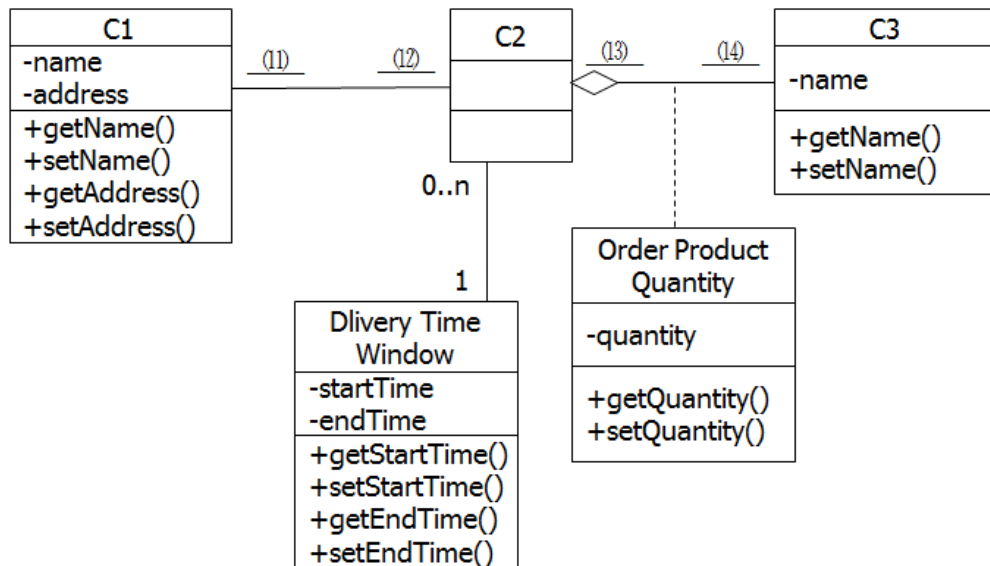 C1
-name
-address
+getName()
+setName()
+getAddress()
+setAddress()
(11)
(12)
C2
(13)
(14)
C3
-name
+getName()
+setName()
0..n
1
Dlivery Time
Window
-startTime
-endTime
+getStartTime()
+setStartTime()
+getEndTime()
+setEndTime()
Order Product
Quantity
-quantity
+getQuantity()
+setQuantity()